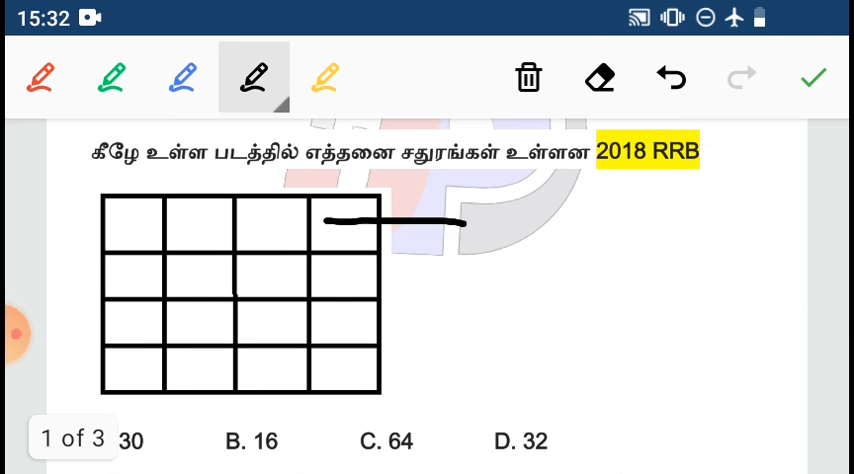 15:32
கீழே உள்ள படத்தில் எத்தனை சதுரங்கள் உள்ளன 2018 RRB
1 of 3 30 B. 16 C. 64 D. 32